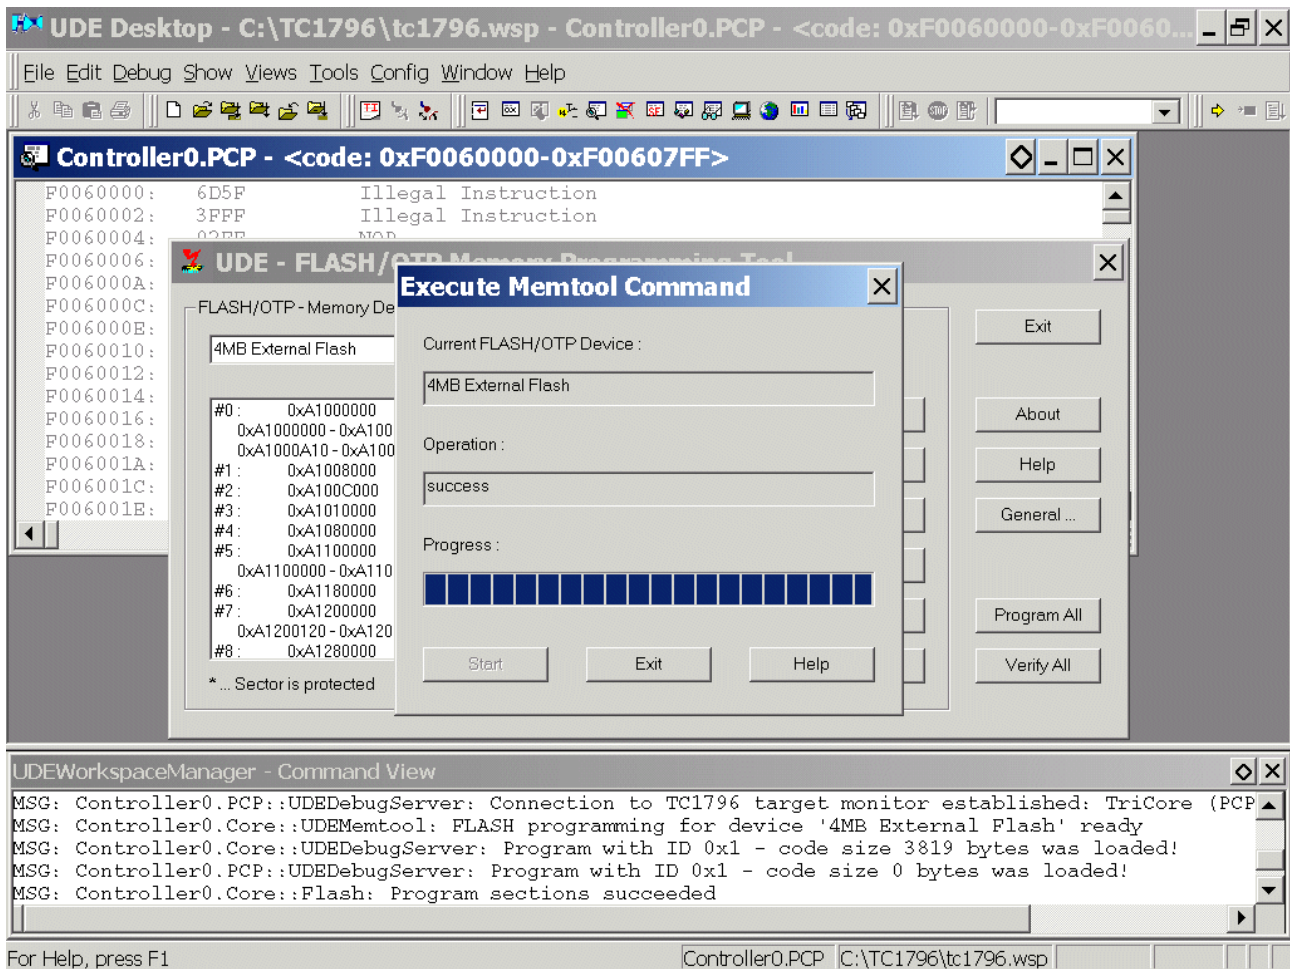 UDE Desktop - C:\TC1796\tc1796.wsp - Controller0.PCP - <code: 0xF0060000-0xF0060...
File Edit Debug Show Views Tools Config Window Help
Controller0.PCP - <code: 0xF0060000-0xF00607FF>
F0060000: 6D5F Illegal Instruction
F0060002: 3FFF Illegal Instruction
F0060004: 02FF NOP
F0060006:
F006000A:
F006000C:
F006000E:
F0060010:
F0060012:
F0060014:
F0060016:
F0060018:
F006001A:
F006001C:
F006001E:
UDE - FLASH/OTP Memory Programming Tool
FLASH/OTP - Memory De
4MB External Flash
#0 : 0xA1000000
0xA1000000 - 0xA100
0xA1000A10 - 0xA100
#1 : 0xA1008000
#2 : 0xA100C000
#3 : 0xA1010000
#4 : 0xA1080000
#5 : 0xA1100000
0xA1100000 - 0xA110
#6 : 0xA1180000
#7 : 0xA1200000
0xA1200120 - 0xA120
#8 : 0xA1280000
* ... Sector is protected
Exit
About
Help
General ...
Program All
Verify All
Execute Memtool Command
Current FLASH/OTP Device :
4MB External Flash
Operation :
success
Progress :
Start Exit Help
UDEWorkspaceManager - Command View
MSG: Controller0.PCP::UDEDebugServer: Connection to TC1796 target monitor established: TriCore (PCP
MSG: Controller0.Core::UDEMemtool: FLASH programming for device '4MB External Flash' ready
MSG: Controller0.Core::UDEDebugServer: Program with ID 0x1 - code size 3819 bytes was loaded!
MSG: Controller0.PCP::UDEDebugServer: Program with ID 0x1 - code size 0 bytes was loaded!
MSG: Controller0.Core::Flash: Program sections succeeded
For Help, press F1
Controller0.PCP C:\TC1796\tc1796.wsp